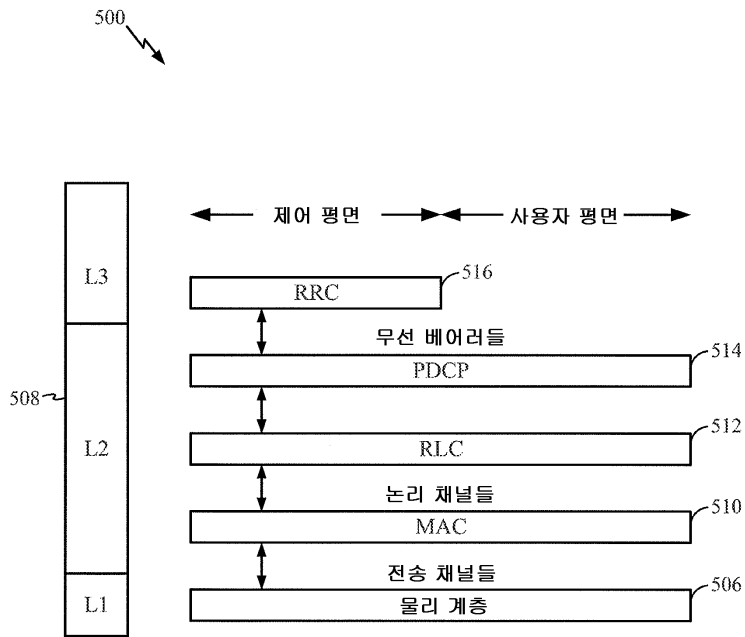 500
제어 평면
사용자 평면
L3
RRC
516
무선 베어러들
PDCP
514
508
L2
RLC
512
논리 채널들
MAC
510
전송 채널들
L1
물리 계층
506